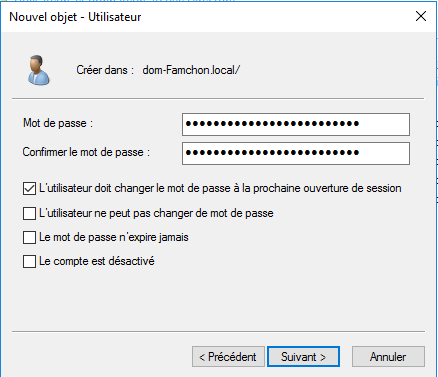 Nouvel objet - Utilisateur
Créer dans : dom-Famchon.local/
Mot de passe : ●●●●●●●●●●●●●●●●●●●●●●●●●●
Confirmer le mot de passe : ●●●●●●●●●●●●●●●●●●●●●●●●●●
L'utilisateur doit changer le mot de passe à la prochaine ouverture de session
L'utilisateur ne peut pas changer de mot de passe
Le mot de passe n'expire jamais
Le compte est désactivé
< Précédent Suivant > Annuler